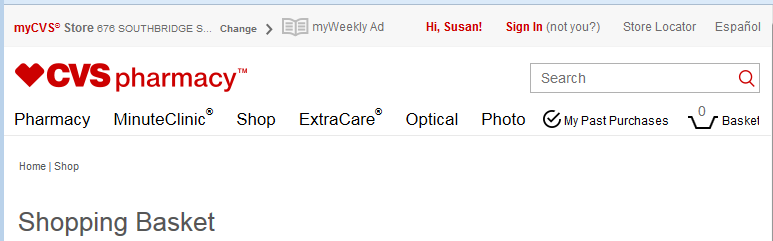 myCVS® Store 676 SOUTHBRIDGE S... Change myWeekly Ad Hi, Susan! Sign In (not you?) Store Locator Español
CVS pharmacy™
Search
Pharmacy MinuteClinic® Shop ExtraCare® Optical Photo My Past Purchases 0 Basket
Home | Shop
Shopping Basket